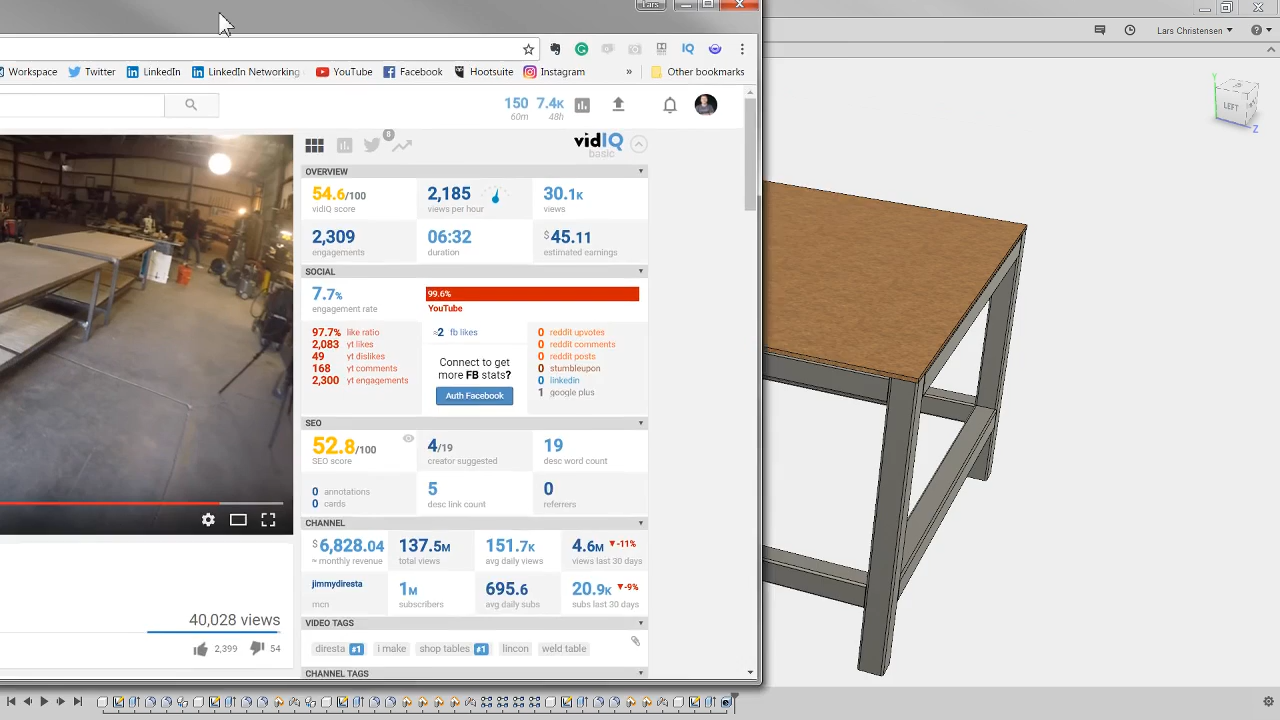 Lars
Lars Christensen
Workspace Twitter LinkedIn LinkedIn Networking YouTube Facebook Hootsuite Instagram » Other bookmarks
IQ
150 7.4K
60m 48h
8
vidIQ
basic
OVERVIEW
54.6/100 2,185 30.1K
vidIQ score views per hour views
2,309 06:32 $45.11
engagements duration estimated earnings
SOCIAL
7.7% 99.6%
engagement rate YouTube
97.7% like ratio
2,083 yt likes
49 yt dislikes
168 yt comments
2,300 yt engagements
≈2 fb likes
Connect to get
more FB stats?
Auth Facebook
0 reddit upvotes
0 reddit comments
0 reddit posts
0 stumbleupon
0 linkedin
1 google plus
SEO
52.8/100 4/19 19
SEO score creator suggested desc word count
0 annotations
0 cards
5 0
desc link count referrers
CHANNEL
$6,828.04 137.5M 151.7K 4.6M -11%
≈ monthly revenue total views avg daily views views last 30 days
jimmydiresta 1M 695.6 20.9K -9%
mcn subscribers avg daily subs subs last 30 days
VIDEO TAGS
diresta #1 i make shop tables #1 lincon weld table
CHANNEL TAGS
40,028 views
2,399 54
Y
LEFT
Z